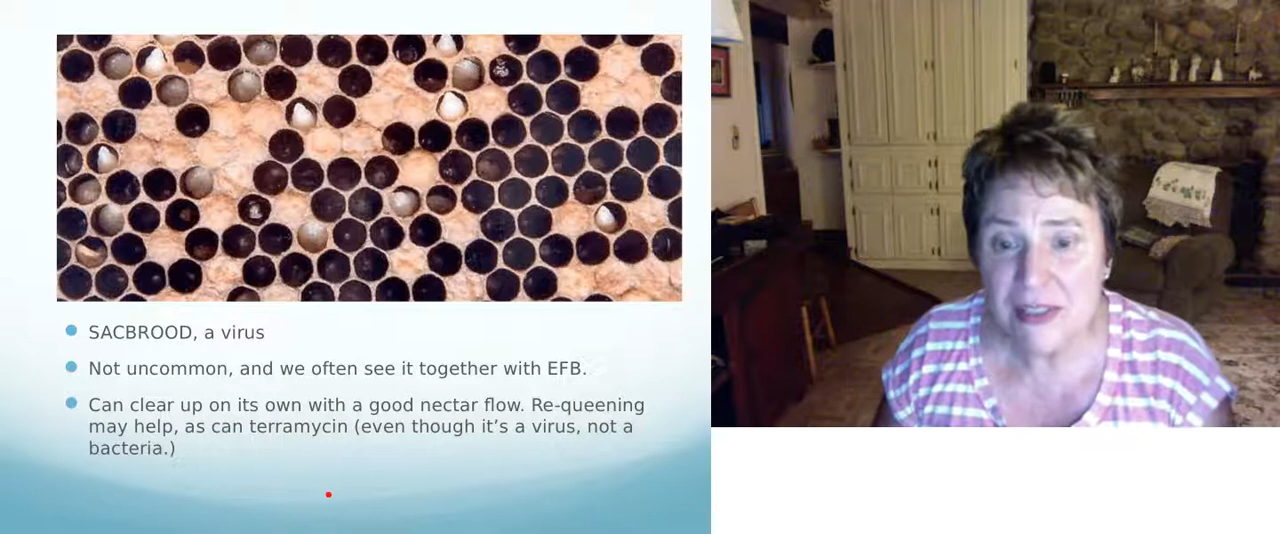 SACBROOD, a virus
Not uncommon, and we often see it together with EFB.
Can clear up on its own with a good nectar flow. Re-queening
may help, as can terramycin (even though it’s a virus, not a
bacteria.)